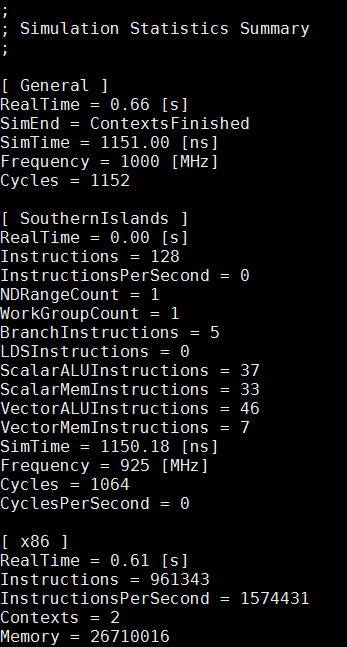 ;
; Simulation Statistics Summary
;
[ General ]
RealTime = 0.66 [s]
SimEnd = ContextsFinished
SimTime = 1151.00 [ns]
Frequency = 1000 [MHz]
Cycles = 1152
[ SouthernIslands ]
RealTime = 0.00 [s]
Instructions = 128
InstructionsPerSecond = 0
NDRangeCount = 1
WorkGroupCount = 1
BranchInstructions = 5
LDSInstructions = 0
ScalarALUInstructions = 37
ScalarMemInstructions = 33
VectorALUInstructions = 46
VectorMemInstructions = 7
SimTime = 1150.18 [ns]
Frequency = 925 [MHz]
Cycles = 1064
CyclesPerSecond = 0
[ x86 ]
RealTime = 0.61 [s]
Instructions = 961343
InstructionsPerSecond = 1574431
Contexts = 2
Memory = 26710016